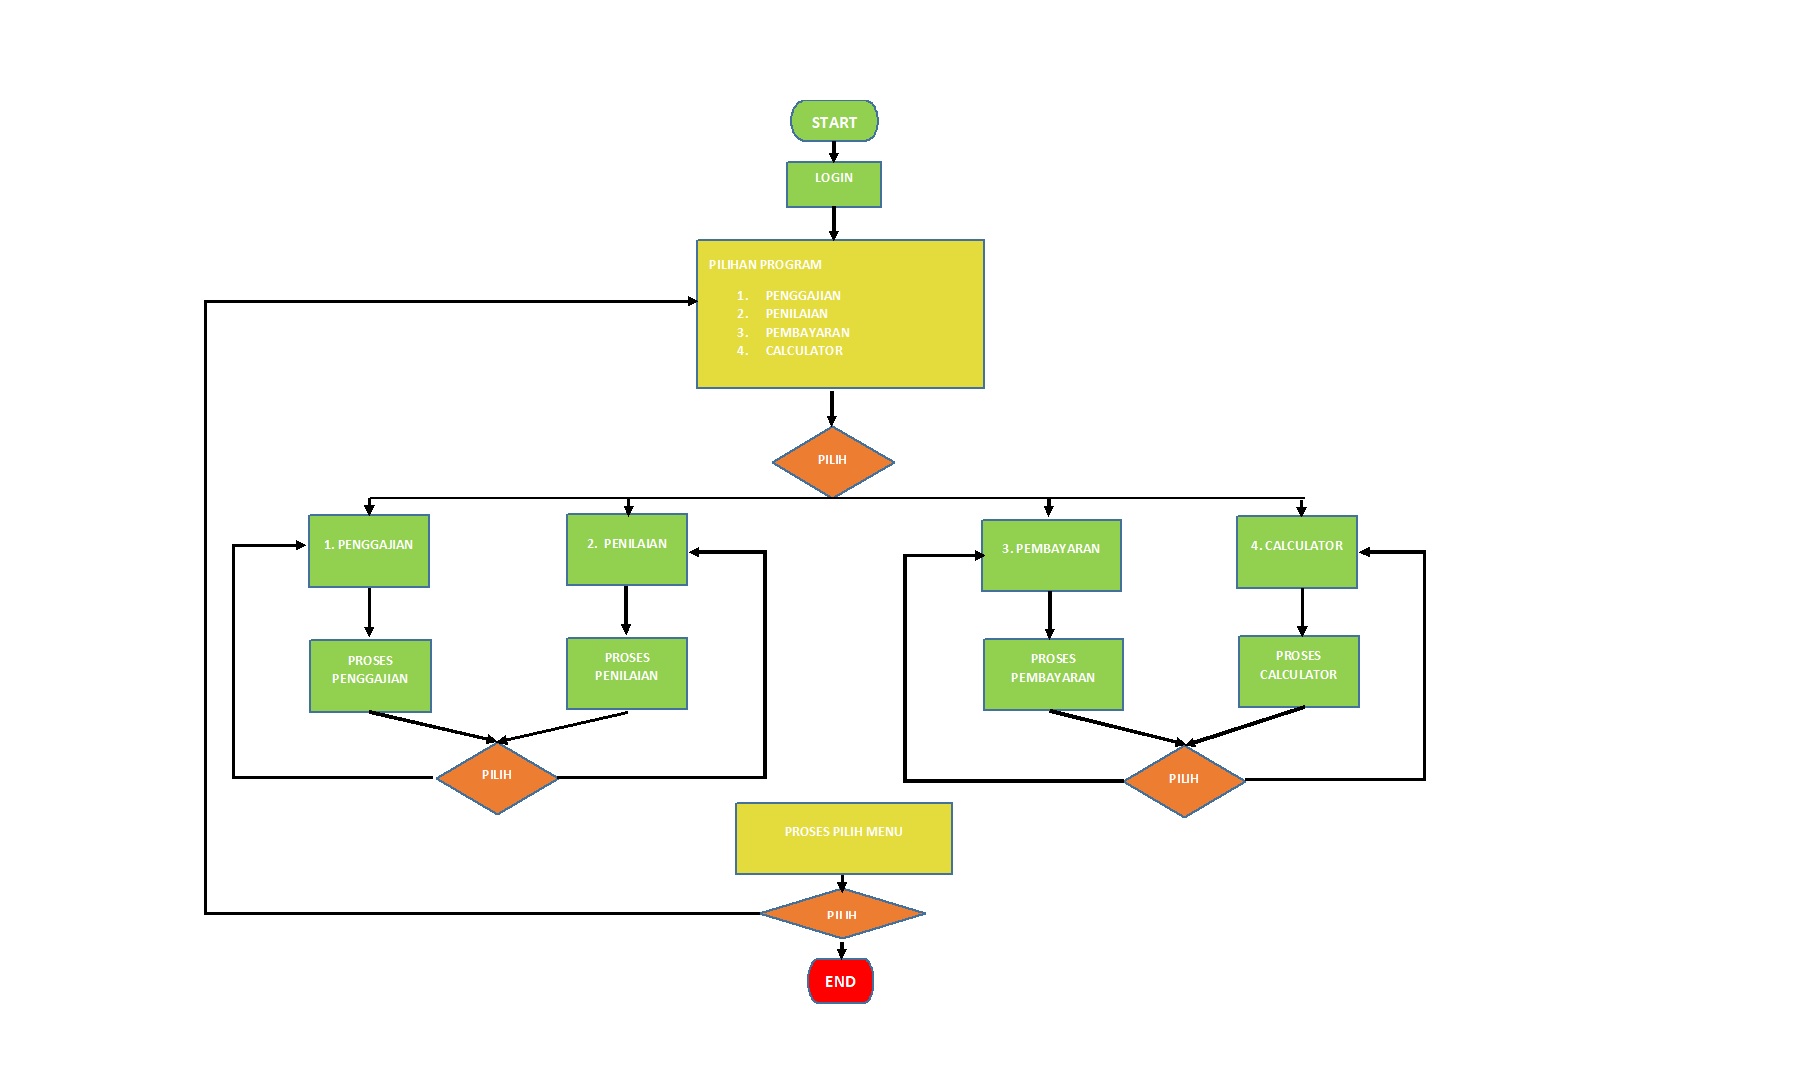 START
LOGIN
PILIHAN PROGRAM
1. PENGGAJIAN
2. PENILAIAN
3. PEMBAYARAN
4. CALCULATOR
PILIH
1. PENGGAJIAN
2. PENILAIAN
3. PEMBAYARAN
4. CALCULATOR
PROSES
PENGGAJIAN
PROSES
PENILAIAN
PROSES
PEMBAYARAN
PROSES
CALCULATOR
PILIH
PILIH
PROSES PILIH MENU
PILIH
END